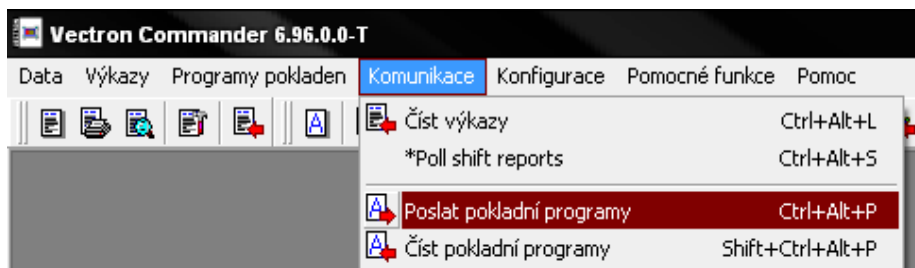 Vectron Commander 6.96.0.0-T
Data Výkazy Programy pokladen Komunikace Konfigurace Pomocné funkce Pomoc
Číst výkazy Ctrl+Alt+L
*Poll shift reports Ctrl+Alt+S
Poslat pokladní programy Ctrl+Alt+P
Číst pokladní programy Shift+Ctrl+Alt+P